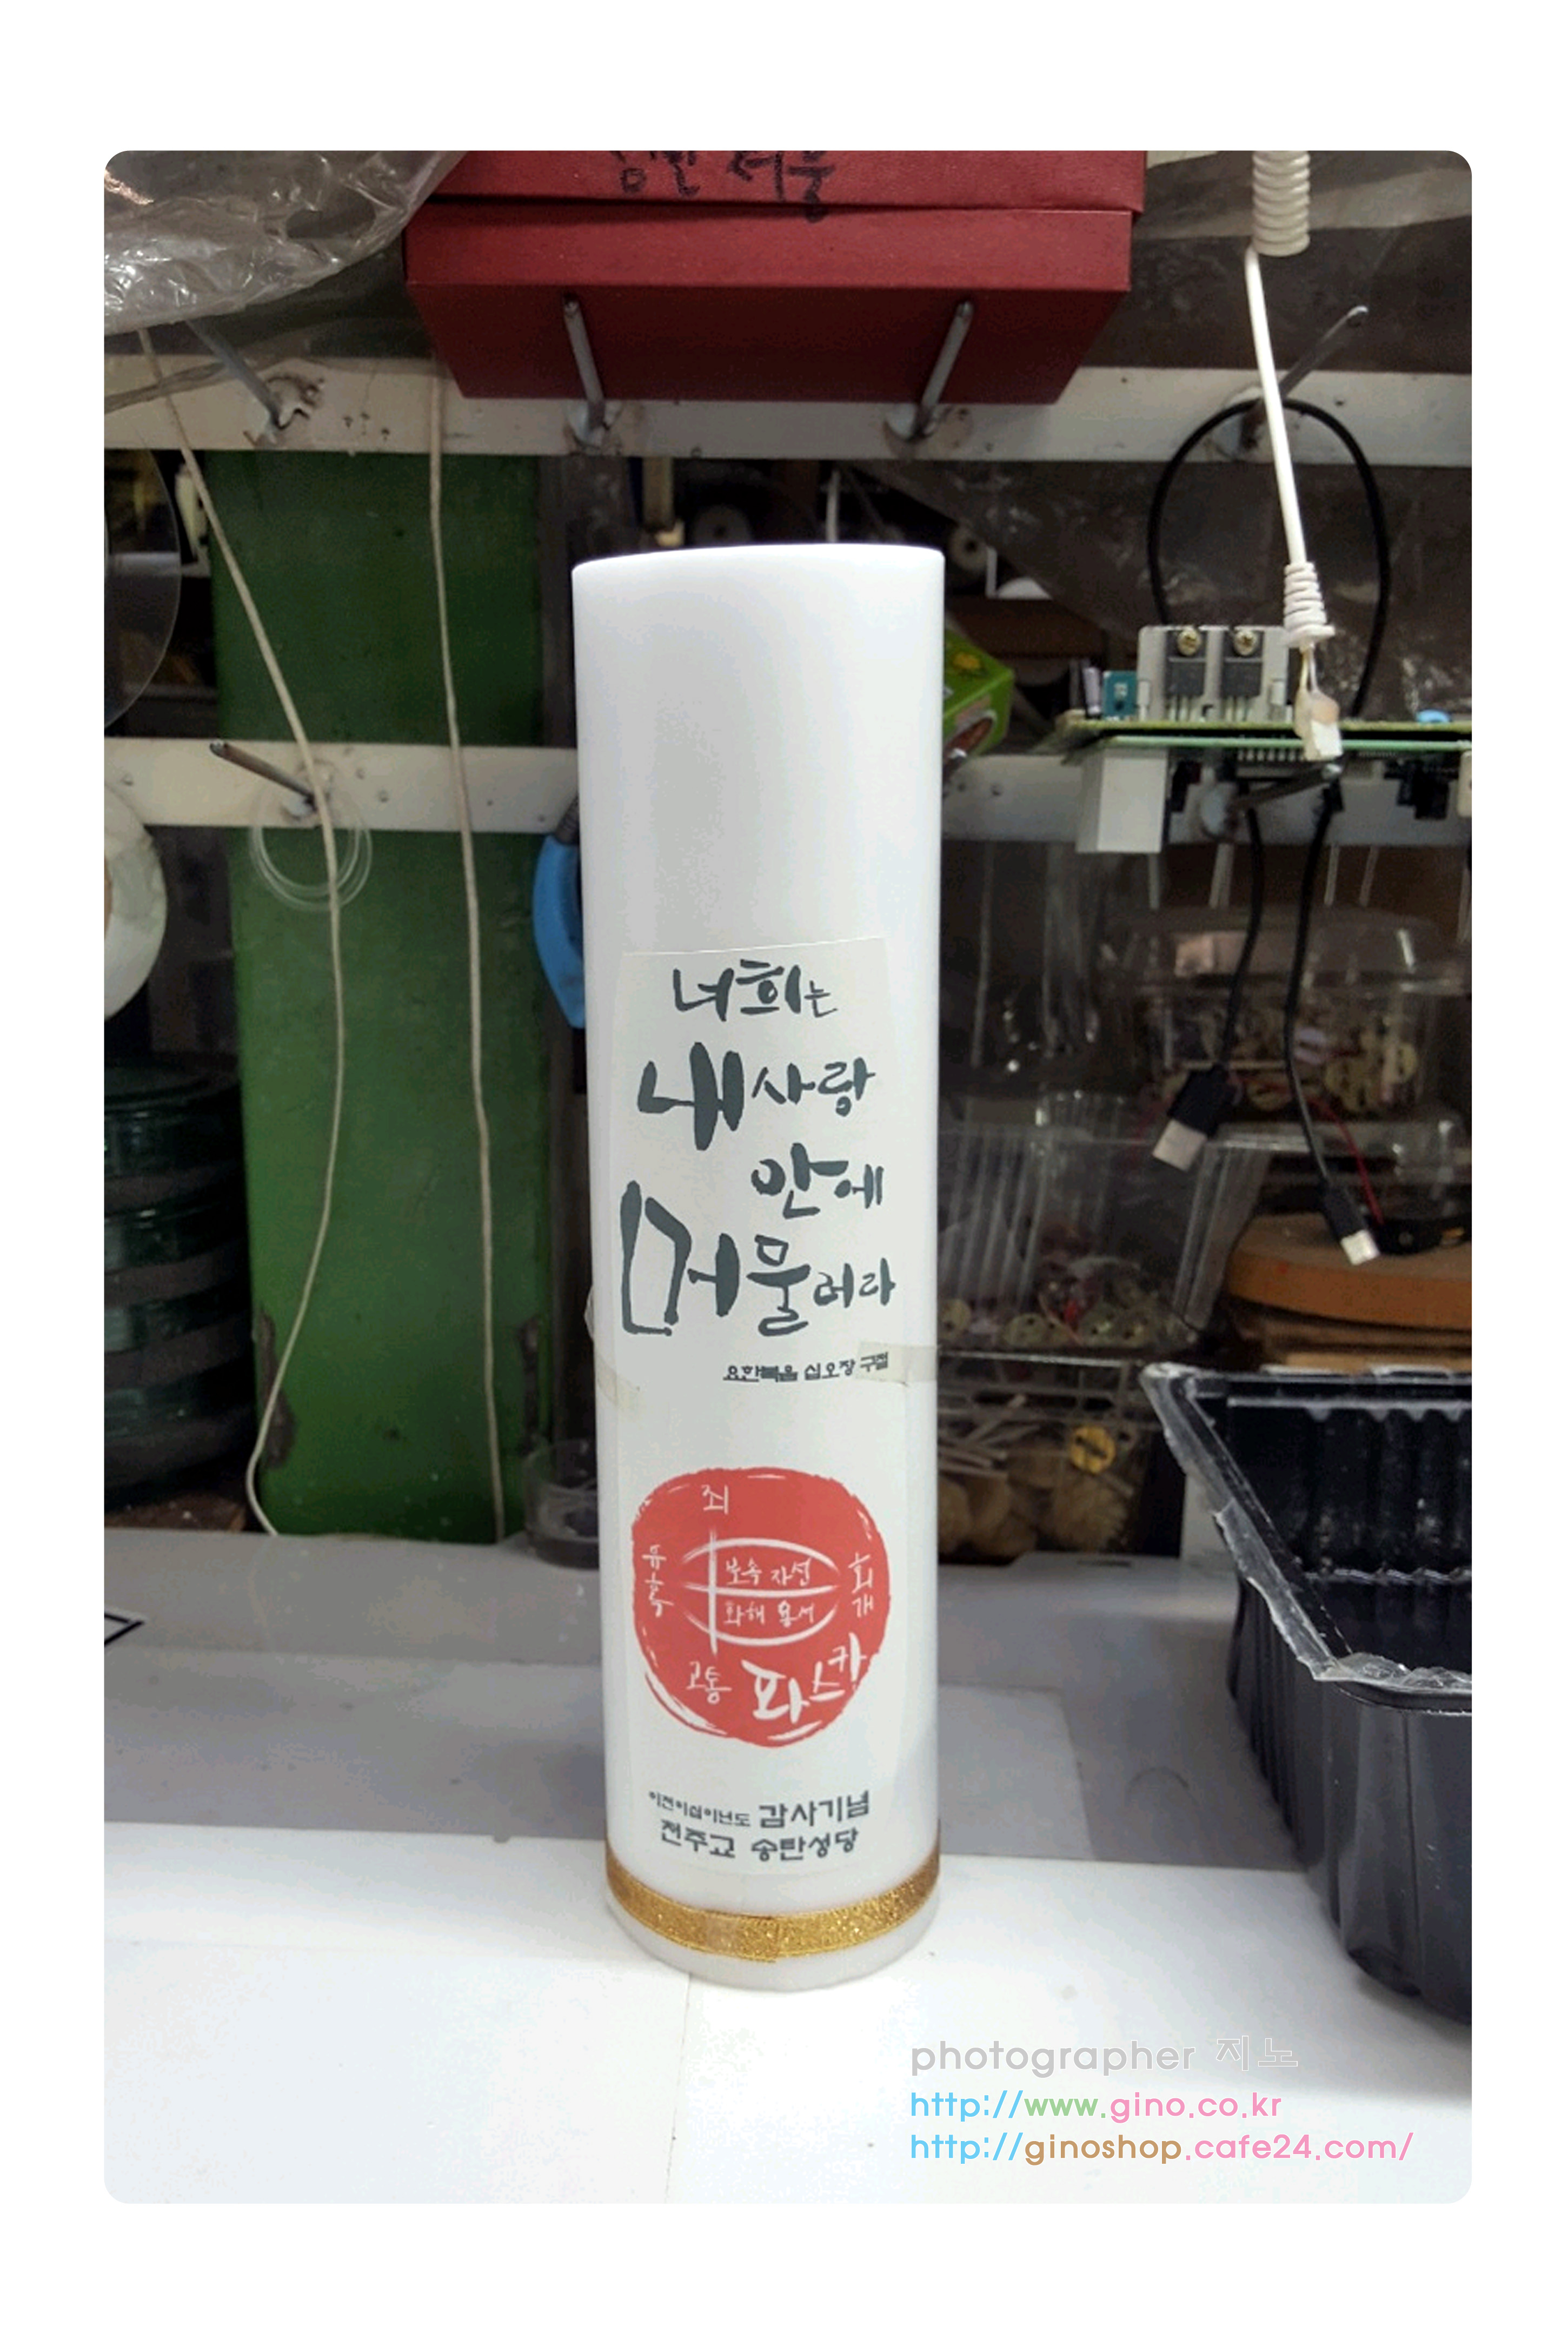 너희는
내 사랑
안에
머물러라
요한복음 십오장 구절
죄
유혹
보속 자선
화해 용서
회개
고통
파스카
이천이십이년도 감사기념
천주교 송탄성당
photographer 지노
http://www.gino.co.kr
http://ginoshop.cafe24.com/